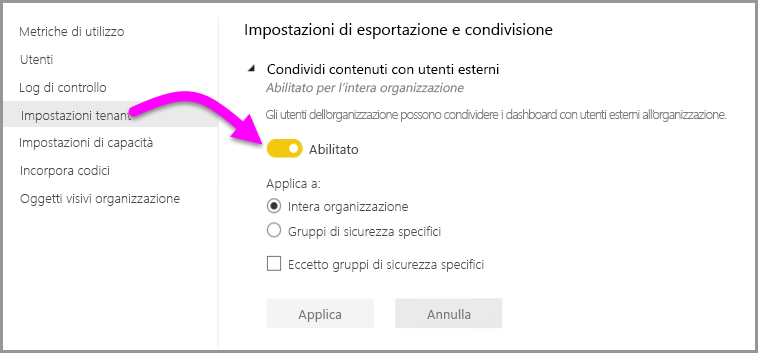 Metriche di utilizzo
Utenti
Log di controllo
Impostazioni tenant
Impostazioni di capacità
Incorpora codici
Oggetti visivi organizzazione
Impostazioni di esportazione e condivisione
Condividi contenuti con utenti esterni
Abilitato per l'intera organizzazione
Gli utenti dell'organizzazione possono condividere i dashboard con utenti esterni all'organizzazione.
Abilitato
Applica a:
Intera organizzazione
Gruppi di sicurezza specifici
Eccetto gruppi di sicurezza specifici
Applica
Annulla